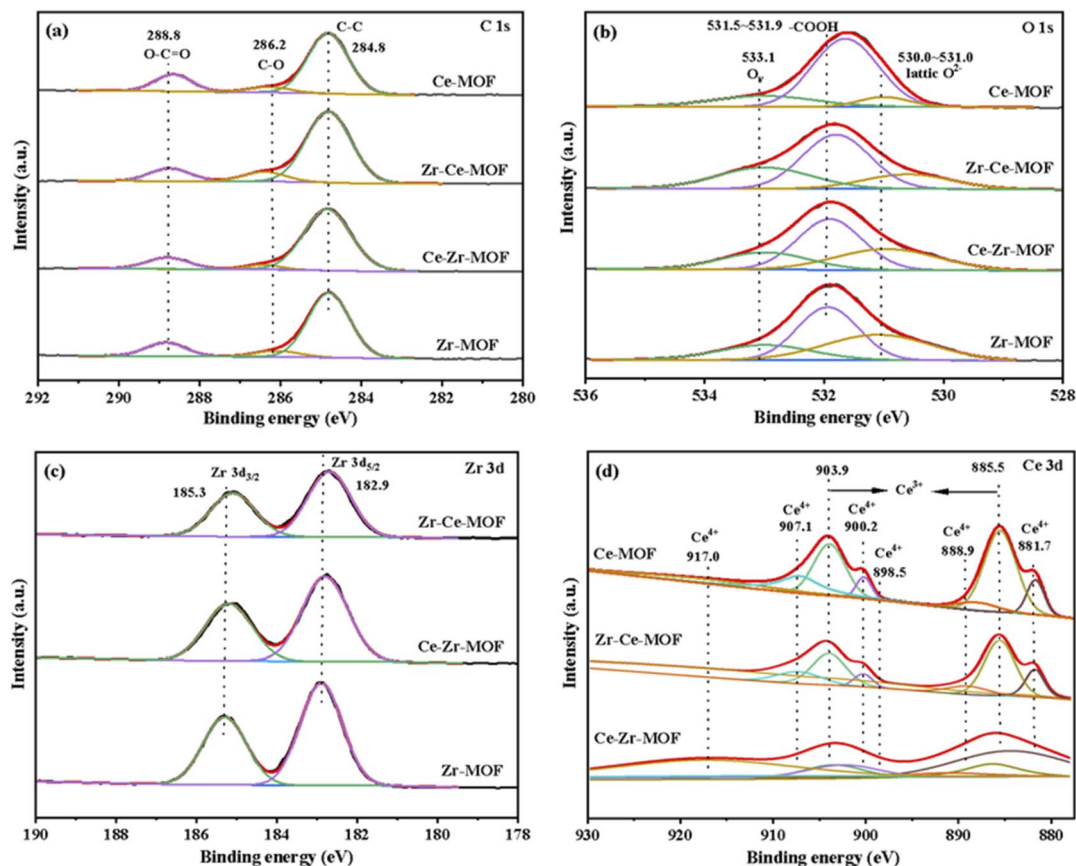 (a)
C 1s
288.8
O-C=O
286.2
C-O
C-C
284.8
Ce-MOF
Zr-Ce-MOF
Ce-Zr-MOF
Zr-MOF
Intensity (a.u.)
292 290 288 286 284 282 280
Binding energy (eV)
(b)
O 1s
531.5~531.9 -COOH
533.1
Oᵥ
530.0~531.0
lattic O²⁻
Ce-MOF
Zr-Ce-MOF
Ce-Zr-MOF
Zr-MOF
Intensity (a.u.)
536 534 532 530 528
Binding energy (eV)
(c)
Zr 3d
Zr 3d₃/₂
185.3
Zr 3d₅/₂
182.9
Zr-Ce-MOF
Ce-Zr-MOF
Zr-MOF
Intensity (a.u.)
190 188 186 184 182 180 178
Binding energy (eV)
(d)
Ce 3d
903.9
885.5
Ce³⁺
Ce⁴⁺
917.0
Ce⁴⁺
907.1
Ce⁴⁺
900.2
Ce⁴⁺
898.5
Ce⁴⁺
888.9
Ce⁴⁺
881.7
Ce-MOF
Zr-Ce-MOF
Ce-Zr-MOF
Intensity (a.u.)
930 920 910 900 890 880
Binding energy (eV)